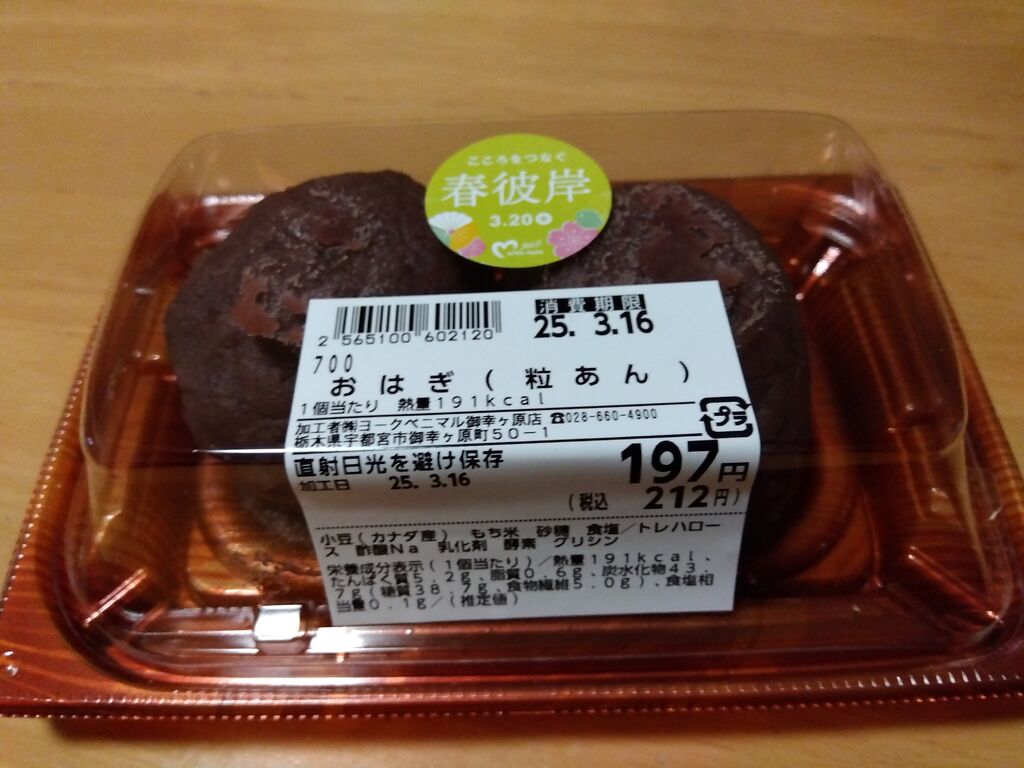 こころをつなぐ
春彼岸
3.20
消費期限
25. 3.16
2 565100 602120
700
おはぎ(粒あん)
1個当たり 熱量191kcal
加工者㈱ヨークベニマル御幸ヶ原店 ☎028-660-4900
栃木県宇都宮市御幸ヶ原町50-1
プラ
直射日光を避け保存
加工日 25. 3.16
197円
(税込 212円)
小豆(カナダ産) もち米 砂糖 食塩/トレハロー
ス 酢酸Na 乳化剤 酵素 グリシン
栄養成分表示(1個当たり)/熱量191kcal、
たんぱく質5.2g、脂質0.6g、炭水化物43.
7g(糖質38.7g、食物繊維5.0g)、食塩相
当量0.1g/(推定値)